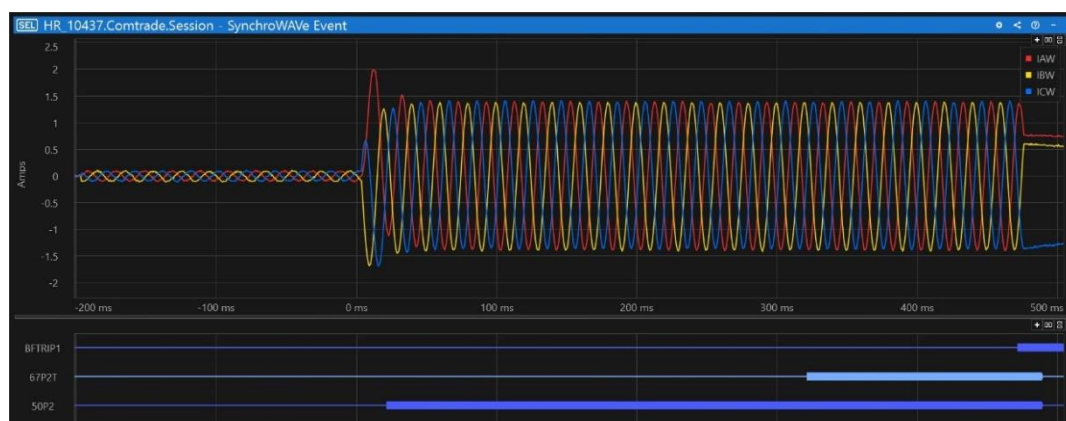 SEL HR_10437.Comtrade.Session - SynchroWAVe Event
2.5
IAW
2
IBW
1.5
ICW
1
0.5
Amps
0
-0.5
-1
-1.5
-2
-200 ms -100 ms 0 ms 100 ms 200 ms 300 ms 400 ms 500 ms
BFTRIP1
67P2T
50P2